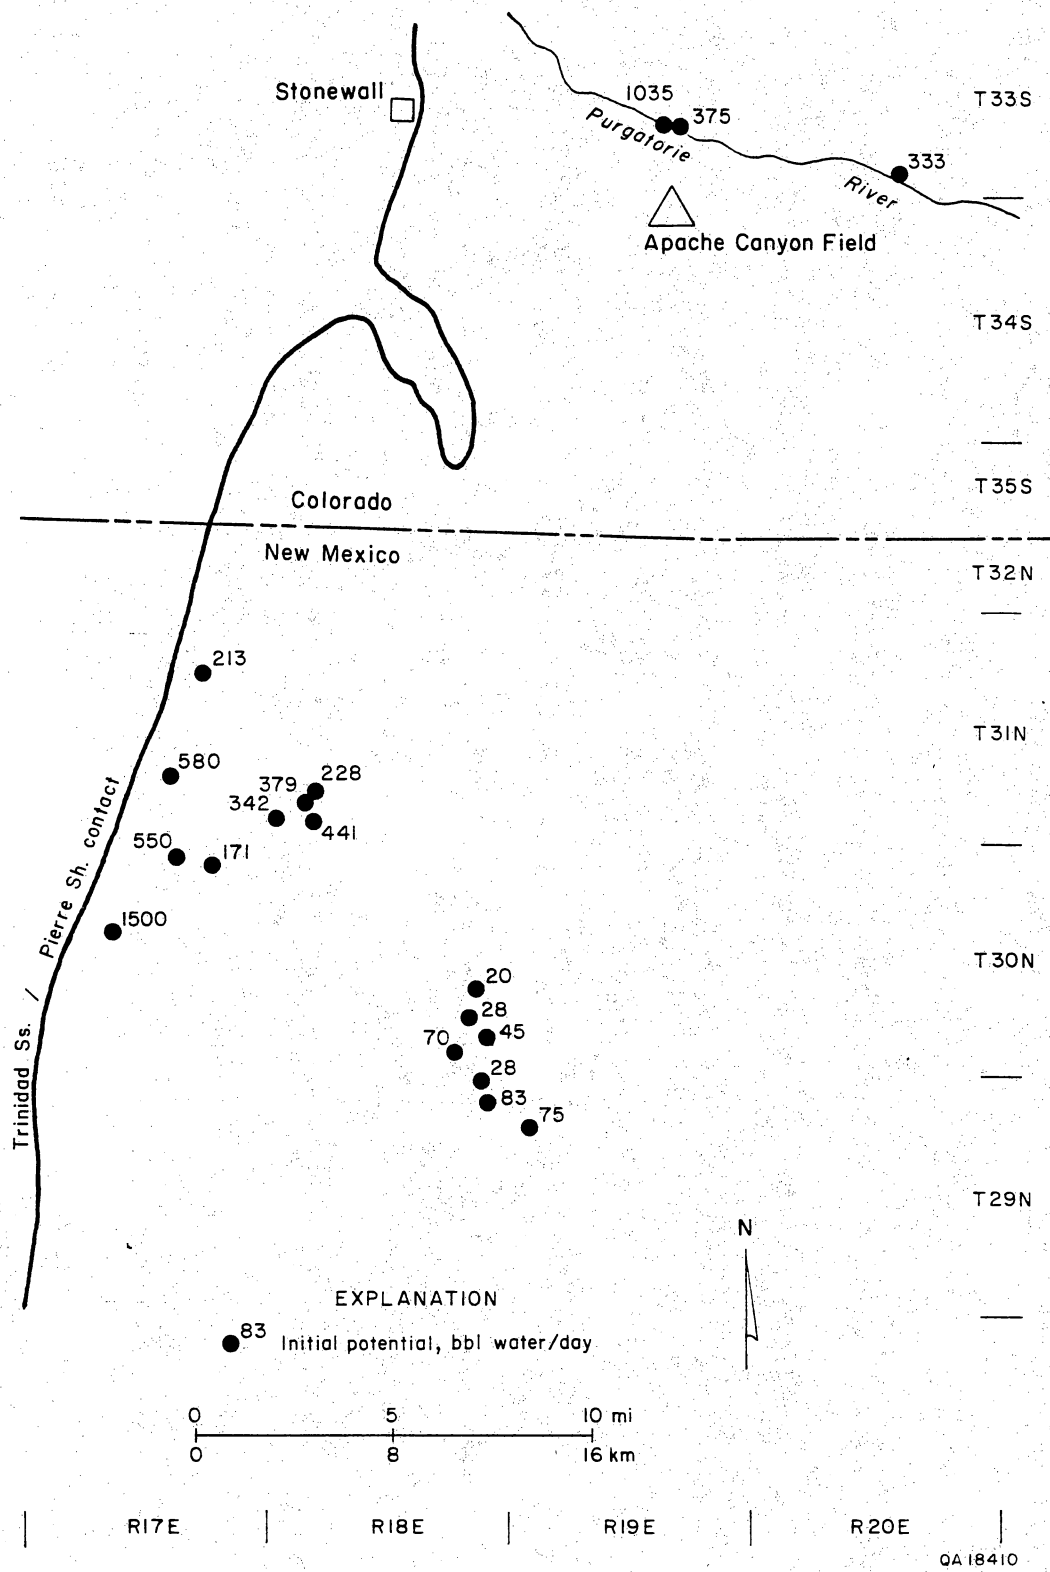 Stonewall
1035
375
T33S
Purgatorie
333
River
Apache Canyon Field
T34S
T35S
Colorado
New Mexico
T32N
213
T31N
580
228
379
342
441
550
171
1500
Trinidad Ss. / Pierre Sh. contact
T30N
20
28
45
70
28
83
75
T29N
N
EXPLANATION
83 Initial potential, bbl water/day
0 5 10 mi
0 8 16 km
R17E R18E R19E R20E
QA18410